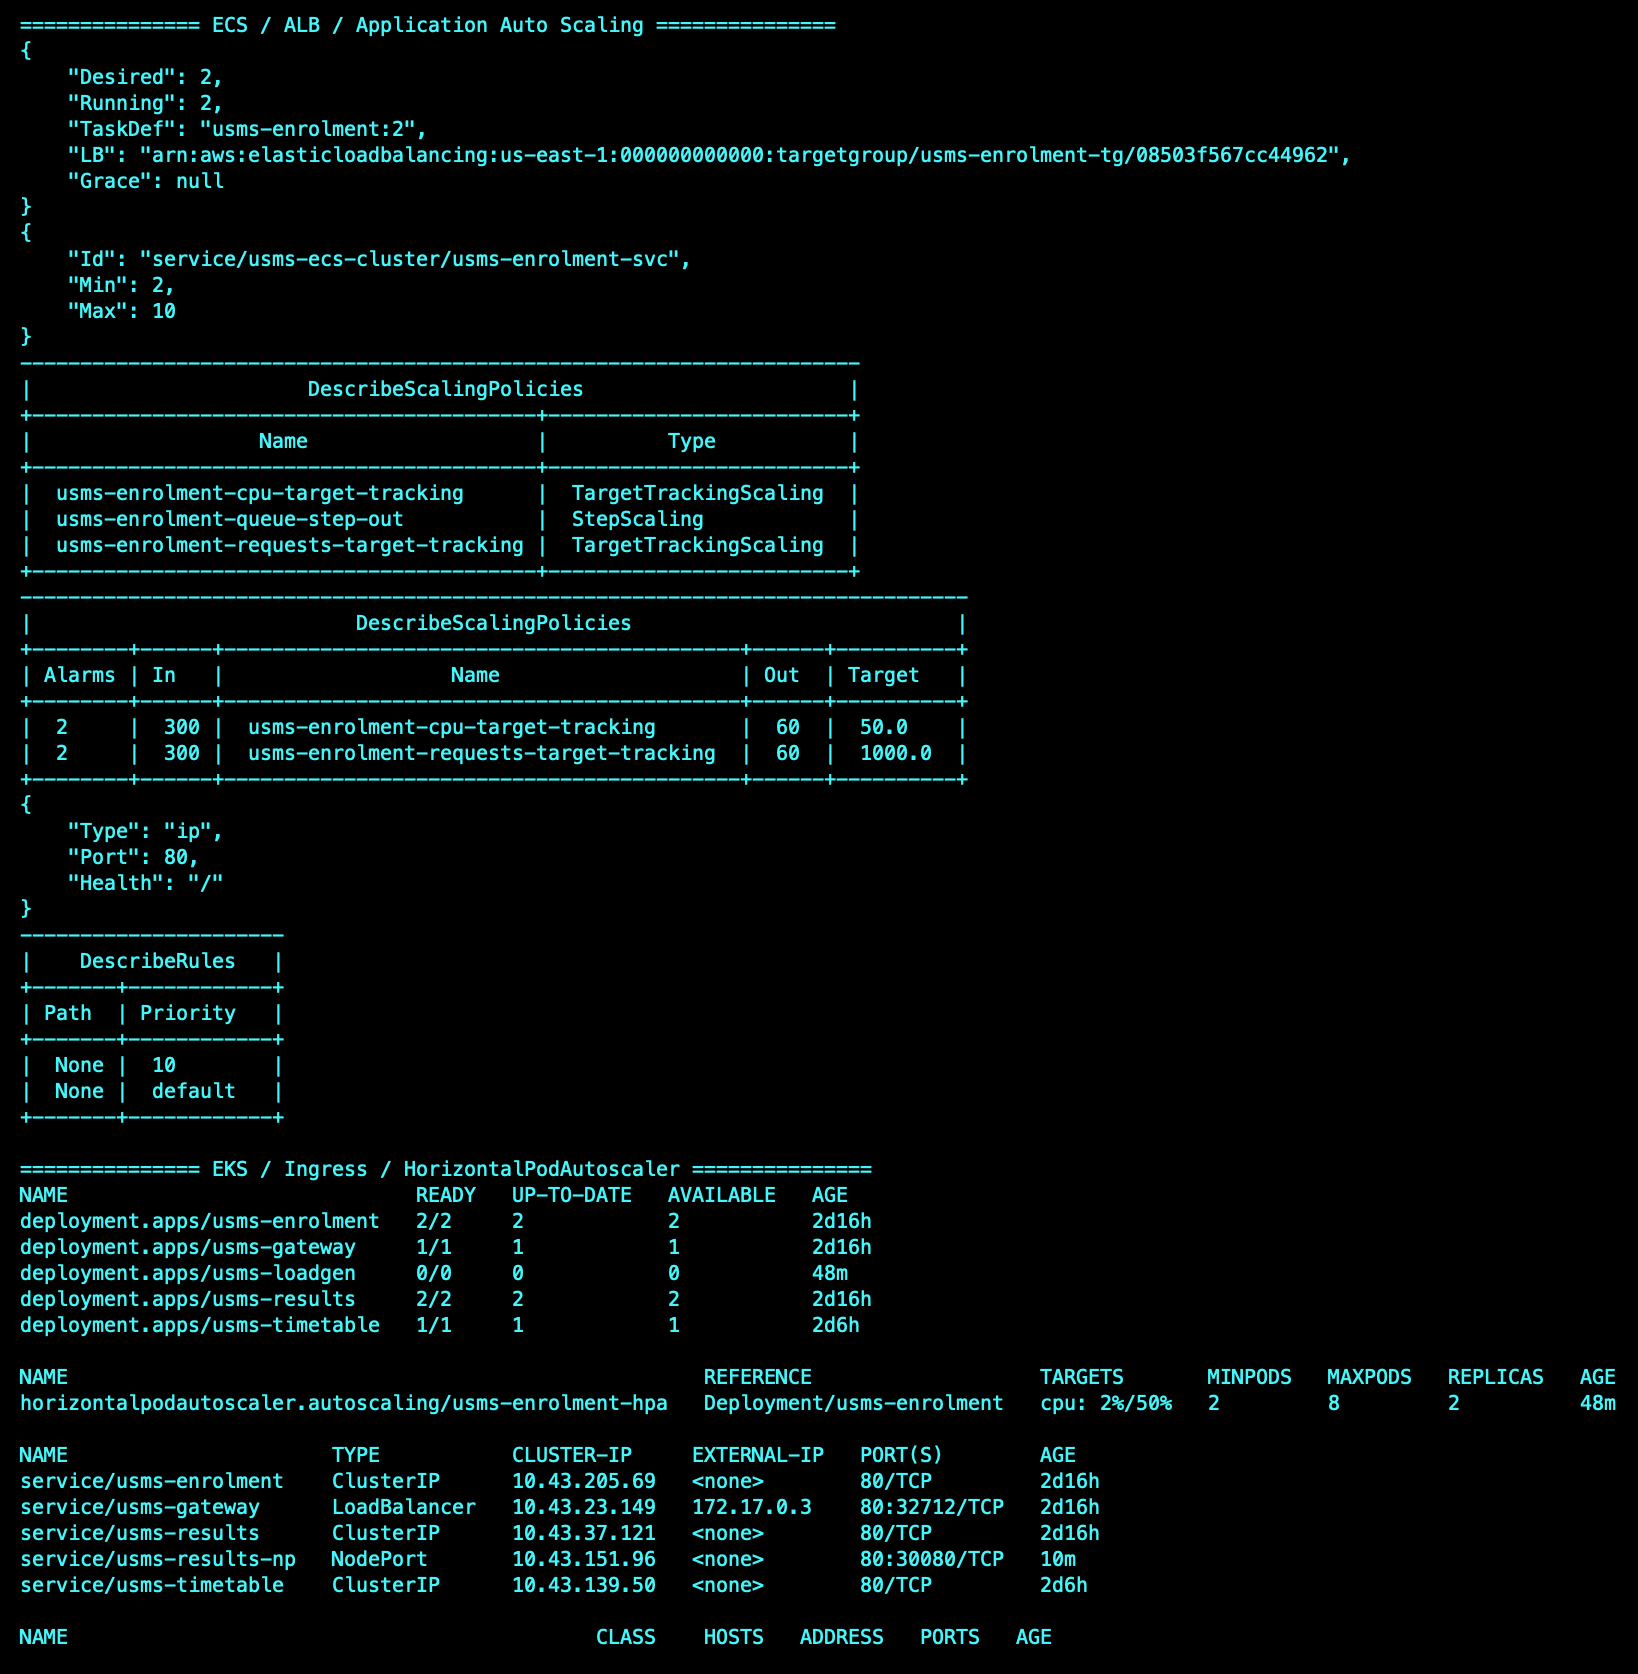 =============== ECS / ALB / Application Auto Scaling ===============
{
    "Desired": 2,
    "Running": 2,
    "TaskDef": "usms-enrolment:2",
    "LB": "arn:aws:elasticloadbalancing:us-east-1:000000000000:targetgroup/usms-enrolment-tg/08503f567cc44962",
    "Grace": null
}
{
    "Id": "service/usms-ecs-cluster/usms-enrolment-svc",
    "Min": 2,
    "Max": 10
}
----------------------------------------------------------------------
|                       DescribeScalingPolicies                      |
+------------------------------------------+-------------------------+
|                   Name                   |          Type           |
+------------------------------------------+-------------------------+
|  usms-enrolment-cpu-target-tracking      |  TargetTrackingScaling  |
|  usms-enrolment-queue-step-out           |  StepScaling            |
|  usms-enrolment-requests-target-tracking |  TargetTrackingScaling  |
+------------------------------------------+-------------------------+
-------------------------------------------------------------------------------
|                           DescribeScalingPolicies                           |
+--------+------+-------------------------------------------+------+----------+
| Alarms | In   |                   Name                    | Out  | Target   |
+--------+------+-------------------------------------------+------+----------+
|  2     |  300 |  usms-enrolment-cpu-target-tracking       |  60  |  50.0    |
|  2     |  300 |  usms-enrolment-requests-target-tracking  |  60  |  1000.0  |
+--------+------+-------------------------------------------+------+----------+
{
    "Type": "ip",
    "Port": 80,
    "Health": "/"
}
----------------------
|    DescribeRules   |
+-------+------------+
| Path  | Priority   |
+-------+------------+
|  None |  10        |
|  None |  default   |
+-------+------------+
=============== EKS / Ingress / HorizontalPodAutoscaler ===============
NAME                             READY   UP-TO-DATE   AVAILABLE   AGE
deployment.apps/usms-enrolment   2/2     2            2           2d16h
deployment.apps/usms-gateway     1/1     1            1           2d16h
deployment.apps/usms-loadgen     0/0     0            0           48m
deployment.apps/usms-results     2/2     2            2           2d16h
deployment.apps/usms-timetable   1/1     1            1           2d6h
NAME                                                     REFERENCE                   TARGETS       MINPODS   MAXPODS   REPLICAS   AGE
horizontalpodautoscaler.autoscaling/usms-enrolment-hpa   Deployment/usms-enrolment   cpu: 2%/50%   2         8         2          48m
NAME                      TYPE           CLUSTER-IP     EXTERNAL-IP   PORT(S)        AGE
service/usms-enrolment    ClusterIP      10.43.205.69   <none>        80/TCP         2d16h
service/usms-gateway      LoadBalancer   10.43.23.149   172.17.0.3    80:32712/TCP   2d16h
service/usms-results      ClusterIP      10.43.37.121   <none>        80/TCP         2d16h
service/usms-results-np   NodePort       10.43.151.96   <none>        80:30080/TCP   10m
service/usms-timetable    ClusterIP      10.43.139.50   <none>        80/TCP         2d6h
NAME                                            CLASS    HOSTS   ADDRESS   PORTS   AGE